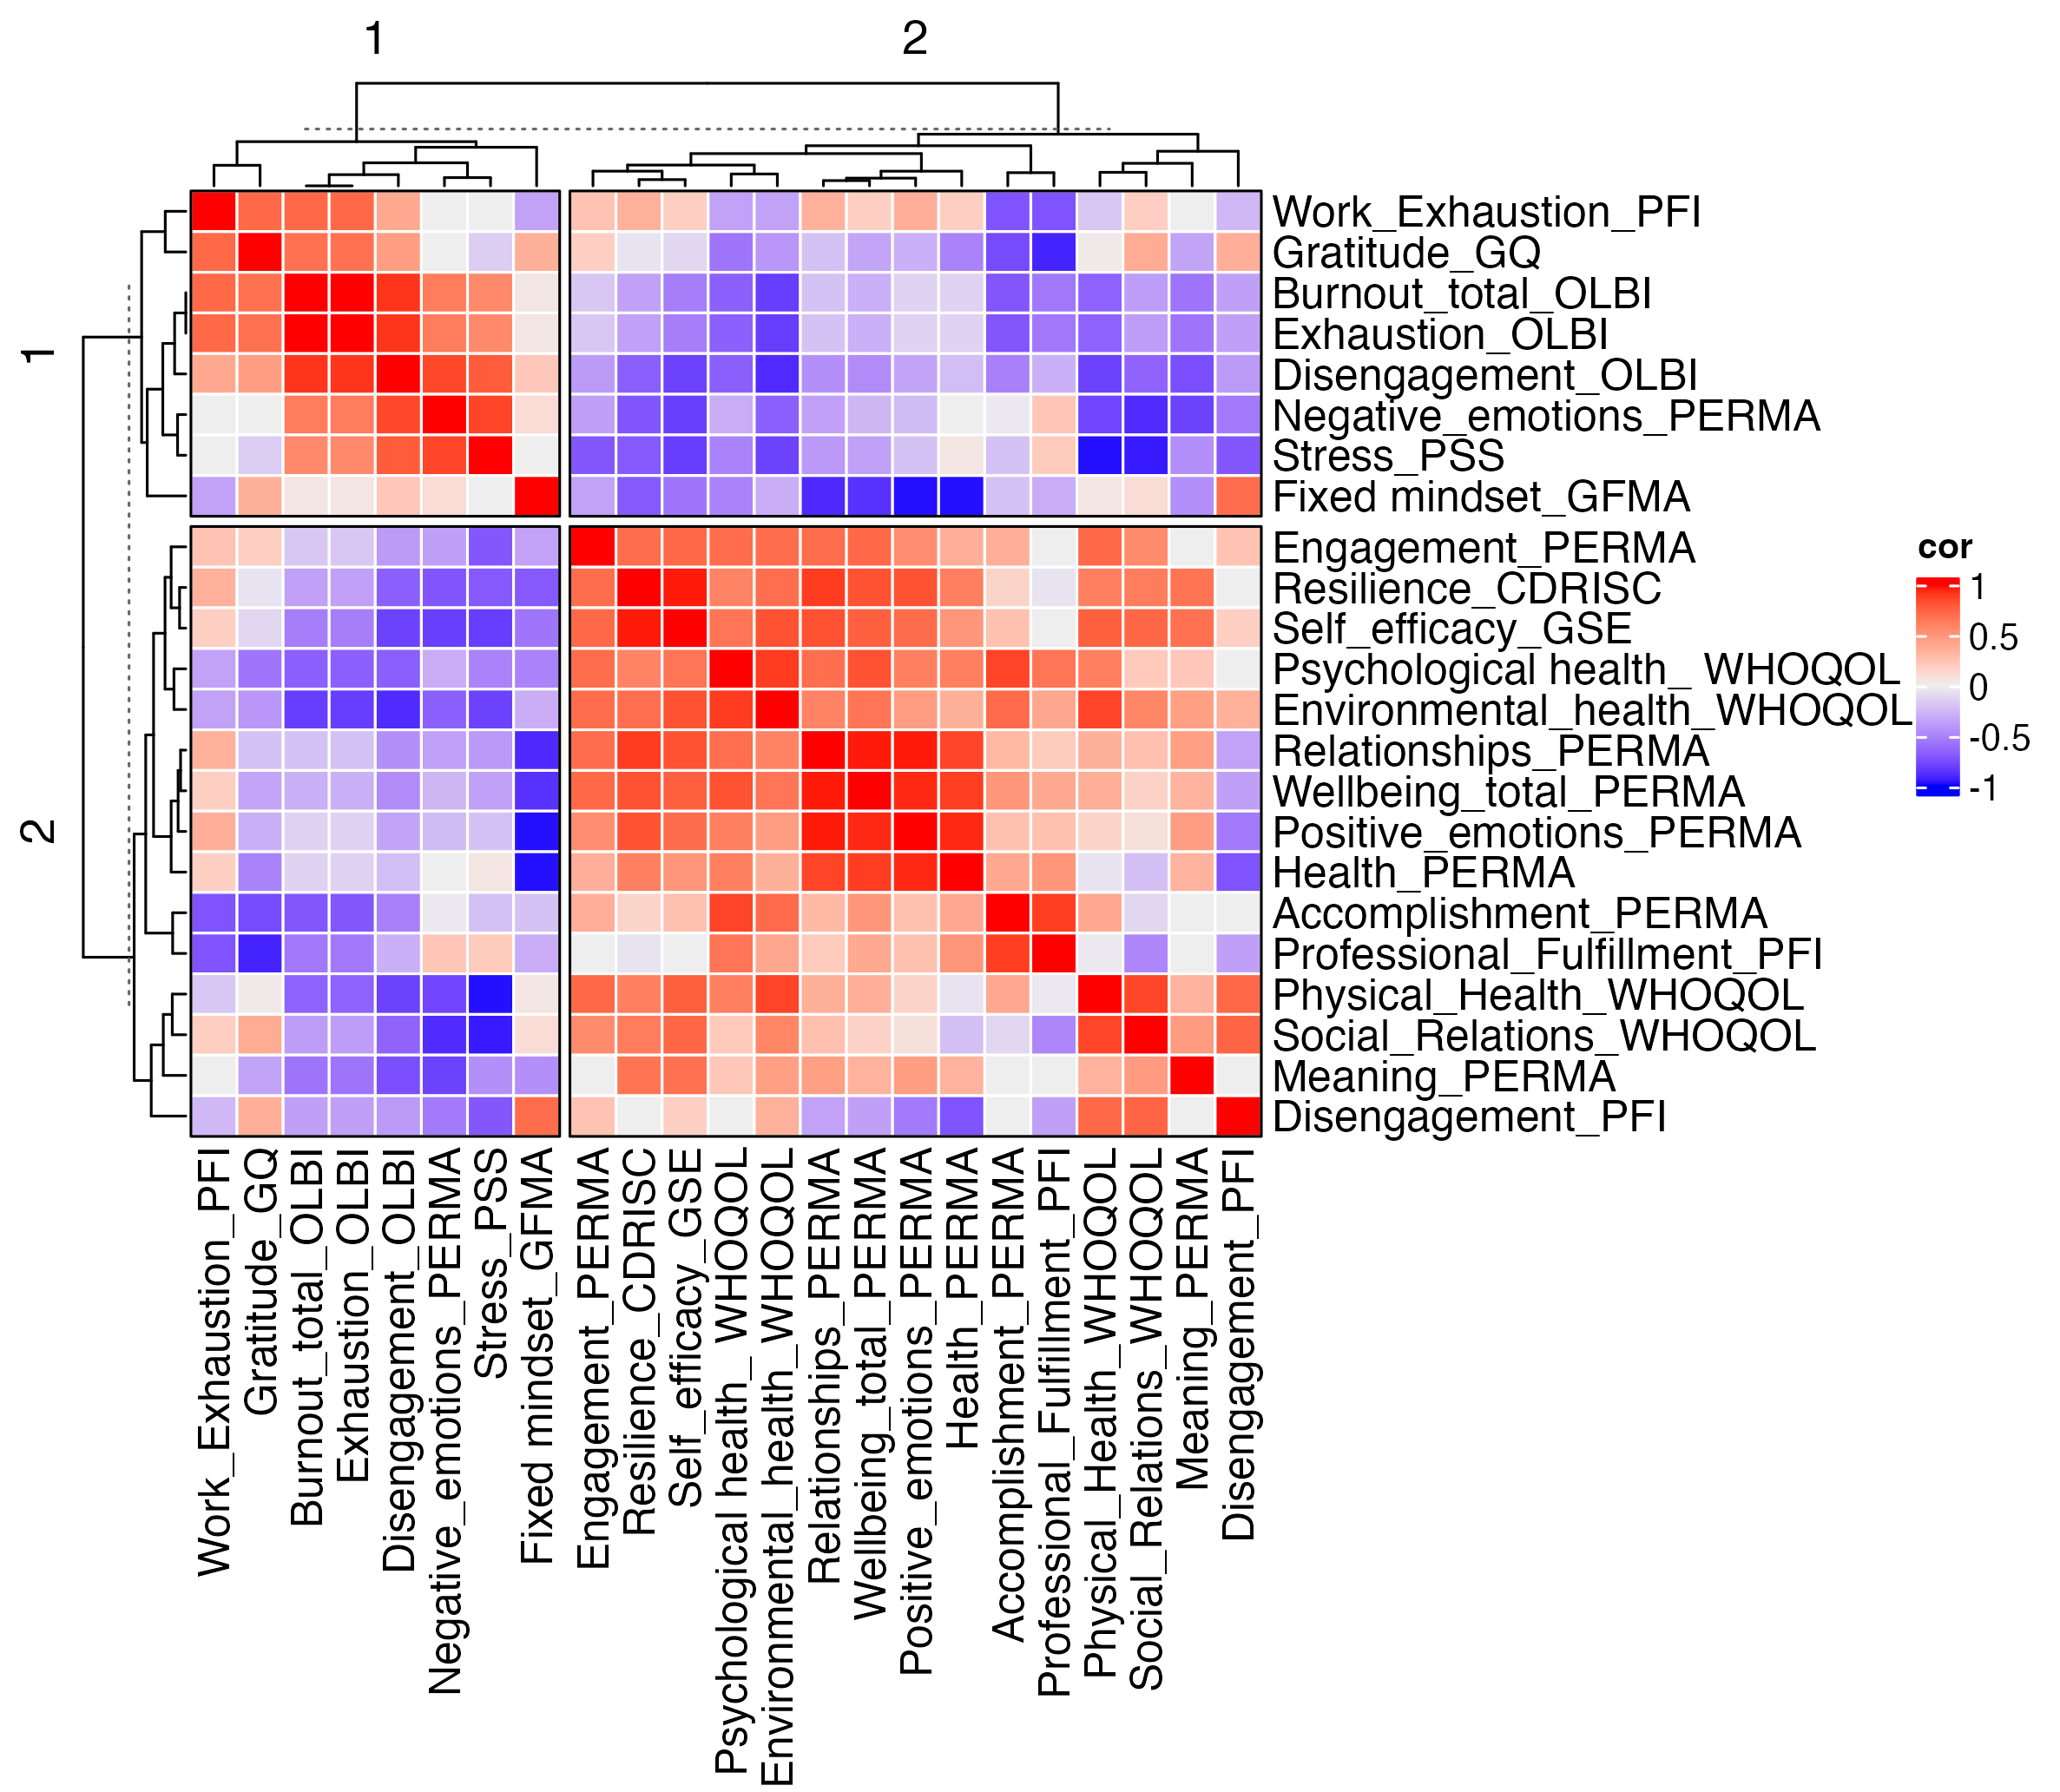 1
2
1
2
Work_Exhaustion_PFI
Gratitude_GQ
Burnout_total_OLBI
Exhaustion_OLBI
Disengagement_OLBI
Negative_emotions_PERMA
Stress_PSS
Fixed mindset_GFMA
Engagement_PERMA
Resilience_CDRISC
Self_efficacy_GSE
Psychological health_ WHOQOL
Environmental_health_WHOQOL
Relationships_PERMA
Wellbeing_total_PERMA
Positive_emotions_PERMA
Health_PERMA
Accomplishment_PERMA
Professional_Fulfillment_PFI
Physical_Health_WHOQOL
Social_Relations_WHOQOL
Meaning_PERMA
Disengagement_PFI
cor
1
0.5
0
-0.5
-1
Work_Exhaustion_PFI
Gratitude_GQ
Burnout_total_OLBI
Exhaustion_OLBI
Disengagement_OLBI
Negative_emotions_PERMA
Stress_PSS
Fixed mindset_GFMA
Engagement_PERMA
Resilience_CDRISC
Self_efficacy_GSE
Psychological health_ WHOQOL
Environmental_health_WHOQOL
Relationships_PERMA
Wellbeing_total_PERMA
Positive_emotions_PERMA
Health_PERMA
Accomplishment_PERMA
Professional_Fulfillment_PFI
Physical_Health_WHOQOL
Social_Relations_WHOQOL
Meaning_PERMA
Disengagement_PFI